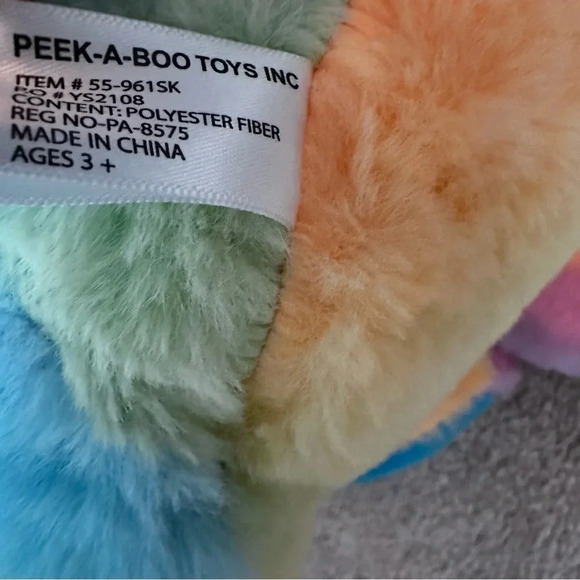 PEEK-A-BOO TOYS INC
ITEM # 55-961SK
PO # YS2108
CONTENT: POLYESTER FIBER
REG NO-PA-8575
MADE IN CHINA
AGES 3 +